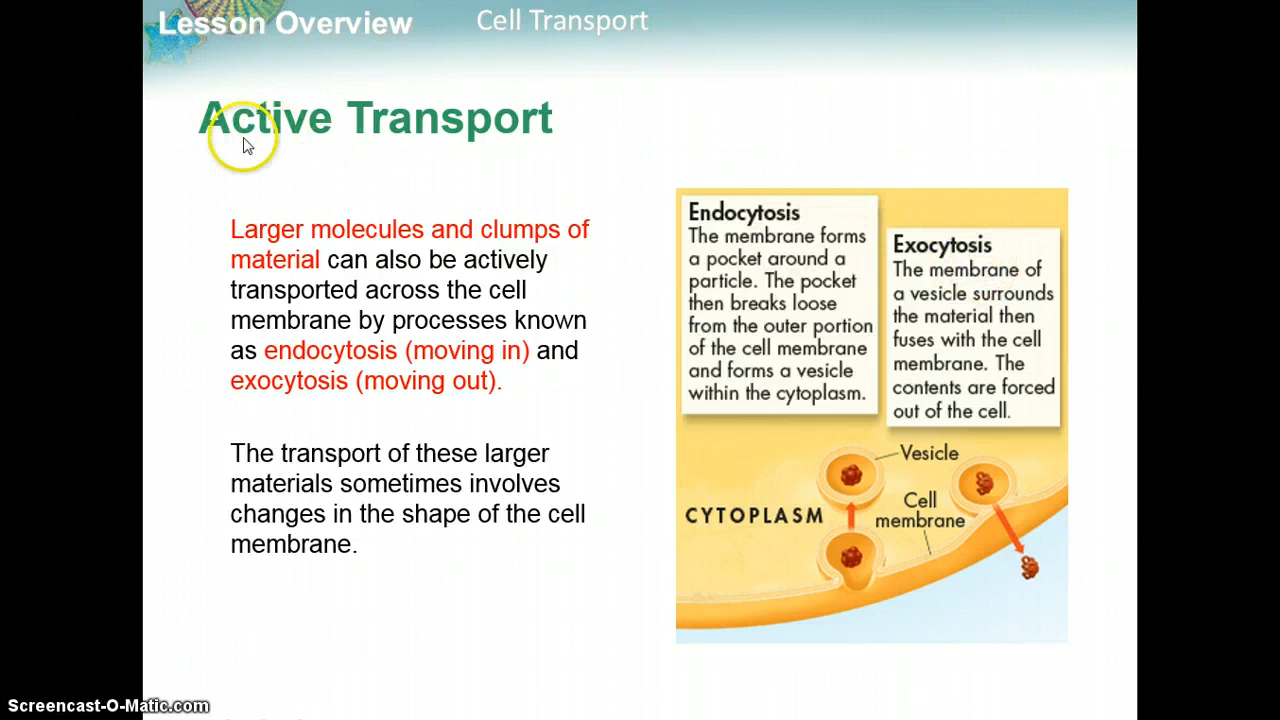 Lesson Overview
Cell Transport
Active Transport
Larger molecules and clumps of
material can also be actively
transported across the cell
membrane by processes known
as endocytosis (moving in) and
exocytosis (moving out).
The transport of these larger
materials sometimes involves
changes in the shape of the cell
membrane.
Endocytosis
The membrane forms
a pocket around a
particle. The pocket
then breaks loose
from the outer portion
of the cell membrane
and forms a vesicle
within the cytoplasm.
Exocytosis
The membrane of
a vesicle surrounds
the material then
fuses with the cell
membrane. The
contents are forced
out of the cell.
Vesicle
CYTOPLASM
Cell
membrane
Screencast-O-Matic.com